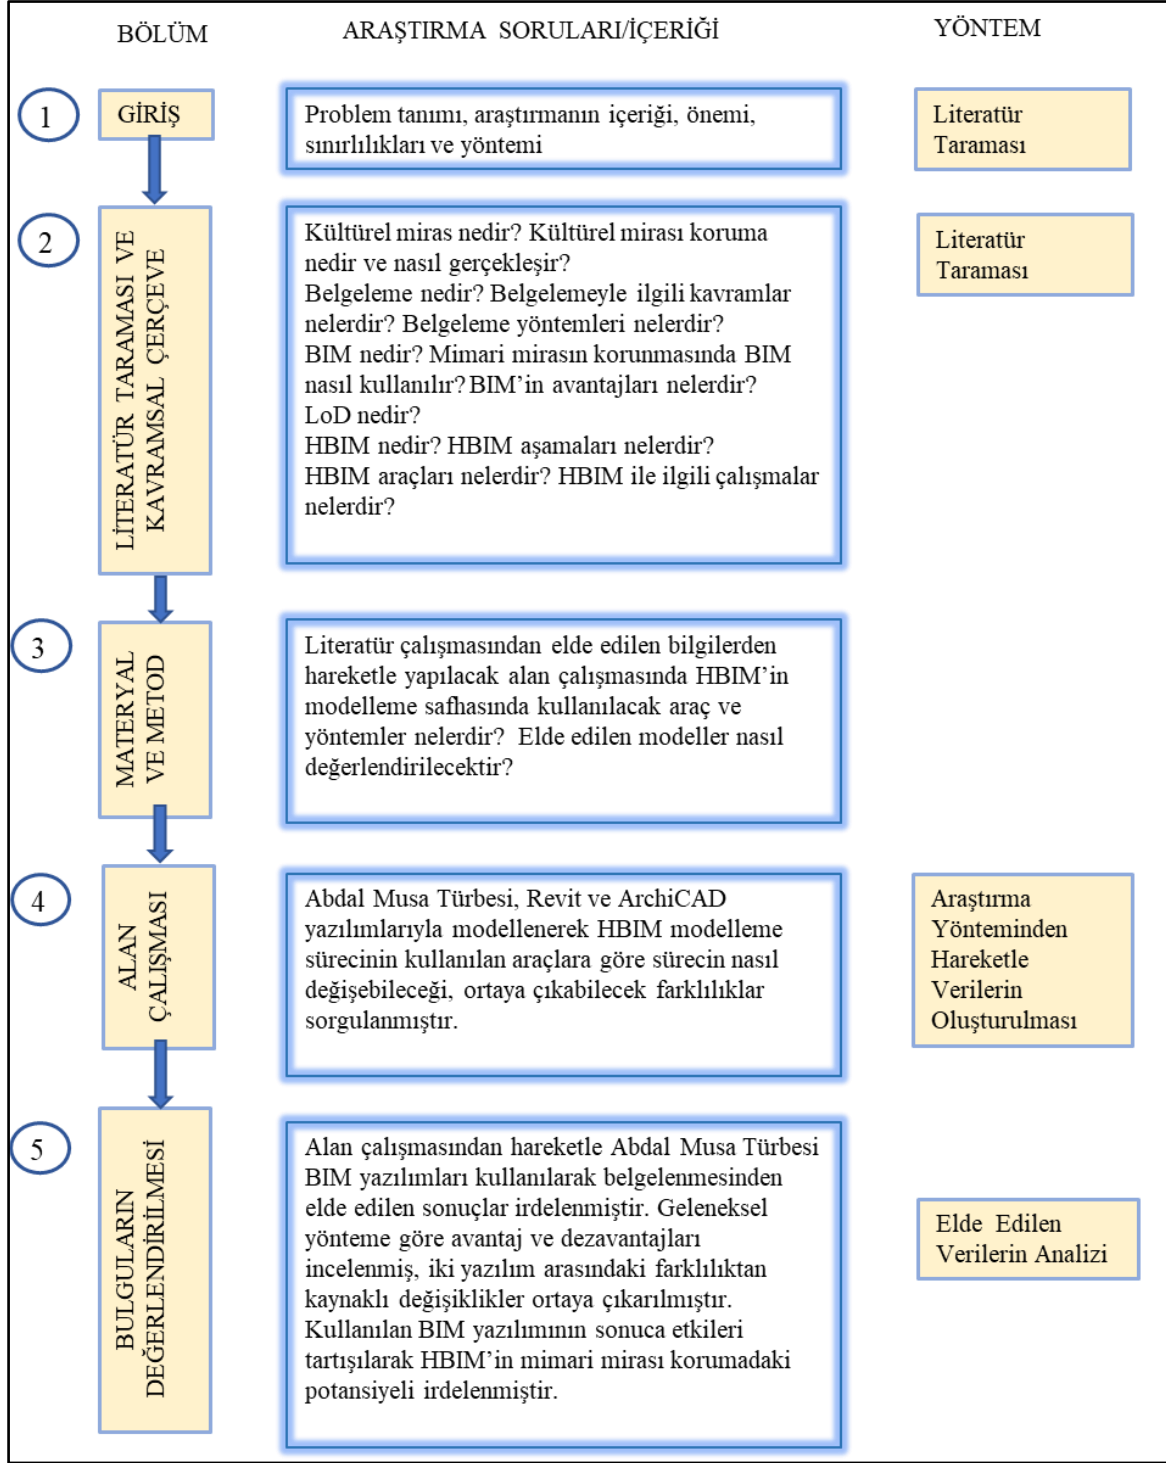 BÖLÜM
ARAŞTIRMA SORULARI/İÇERİĞİ
YÖNTEM
1
GİRİŞ
Problem tanımı, araştırmanın içeriği, önemi,
sınırlılıkları ve yöntemi
Literatür
Taraması
2
LİTERATÜR TARAMASI VE
KAVRAMSAL ÇERÇEVE
Kültürel miras nedir? Kültürel mirası koruma
nedir ve nasıl gerçekleşir?
Belgeleme nedir? Belgelemeyle ilgili kavramlar
nelerdir? Belgeleme yöntemleri nelerdir?
BIM nedir? Mimari mirasın korunmasında BIM
nasıl kullanılır? BIM’in avantajları nelerdir?
LoD nedir?
HBIM nedir? HBIM aşamaları nelerdir?
HBIM araçları nelerdir? HBIM ile ilgili çalışmalar
nelerdir?
Literatür
Taraması
3
MATERYAL
VE METOD
Literatür çalışmasından elde edilen bilgilerden
hareketle yapılacak alan çalışmasında HBIM’in
modelleme safhasında kullanılacak araç ve
yöntemler nelerdir? Elde edilen modeller nasıl
değerlendirilecektir?
4
ALAN
ÇALIŞMASI
Abdal Musa Türbesi, Revit ve ArchiCAD
yazılımlarıyla modellenerek HBIM modelleme
sürecinin kullanılan araçlara göre sürecin nasıl
değişebileceği, ortaya çıkabilecek farklılıklar
sorgulanmıştır.
Araştırma
Yönteminden
Hareketle
Verilerin
Oluşturulması
5
BULGULARIN
DEĞERLENDİRİLMESİ
Alan çalışmasından hareketle Abdal Musa Türbesi
BIM yazılımları kullanılarak belgelenmesinden
elde edilen sonuçlar irdelenmiştir. Geleneksel
yönteme göre avantaj ve dezavantajları
incelenmiş, iki yazılım arasındaki farklılıktan
kaynaklı değişiklikler ortaya çıkarılmıştır.
Kullanılan BIM yazılımının sonuca etkileri
tartışılarak HBIM’in mimari mirası korumadaki
potansiyeli irdelenmiştir.
Elde Edilen
Verilerin Analizi